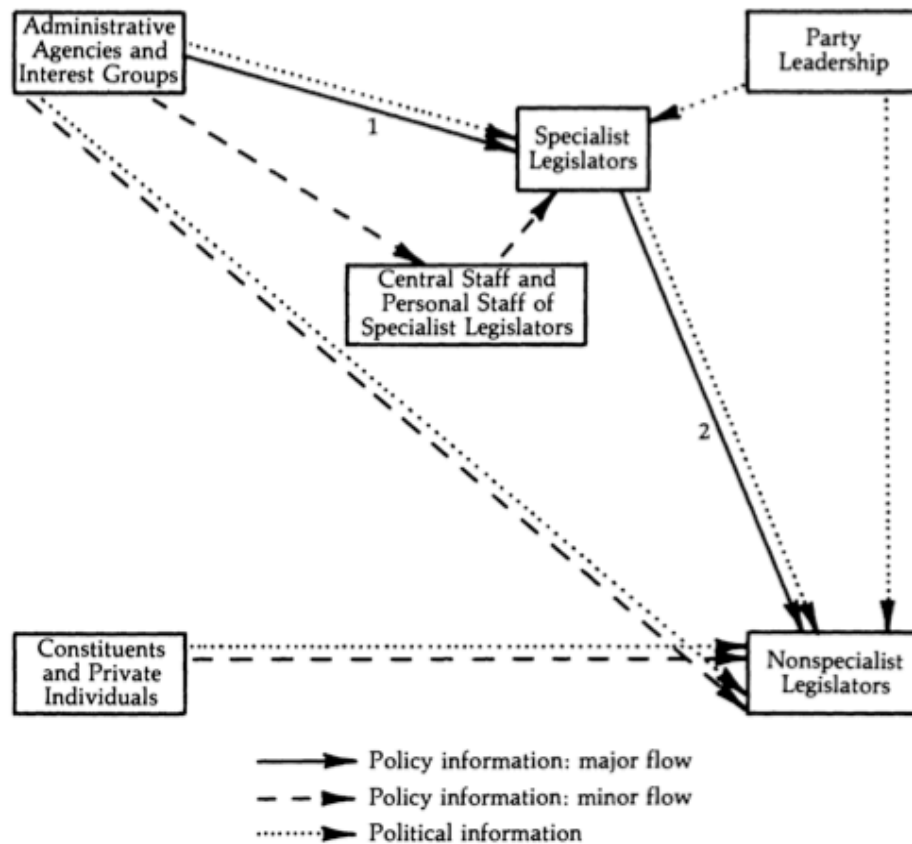 Administrative
Agencies and
Interest Groups
Party
Leadership
1
Specialist
Legislators
Central Staff and
Personal Staff of
Specialist Legislators
2
Constituents
and Private
Individuals
Nonspecialist
Legislators
Policy information: major flow
Policy information: minor flow
Political information